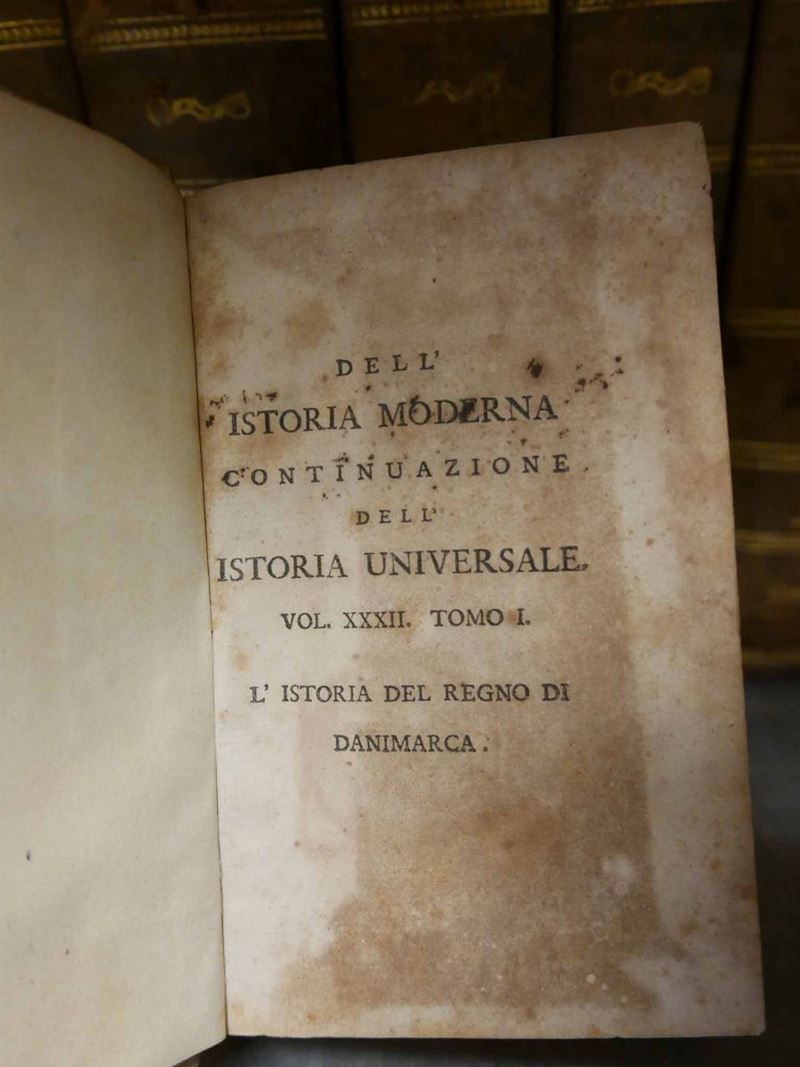 DELL'
ISTORIA MODERNA
CONTINUAZIONE
DELL'
ISTORIA UNIVERSALE.
VOL. XXXII. TOMO I.
L' ISTORIA DEL REGNO DI
DANIMARCA.